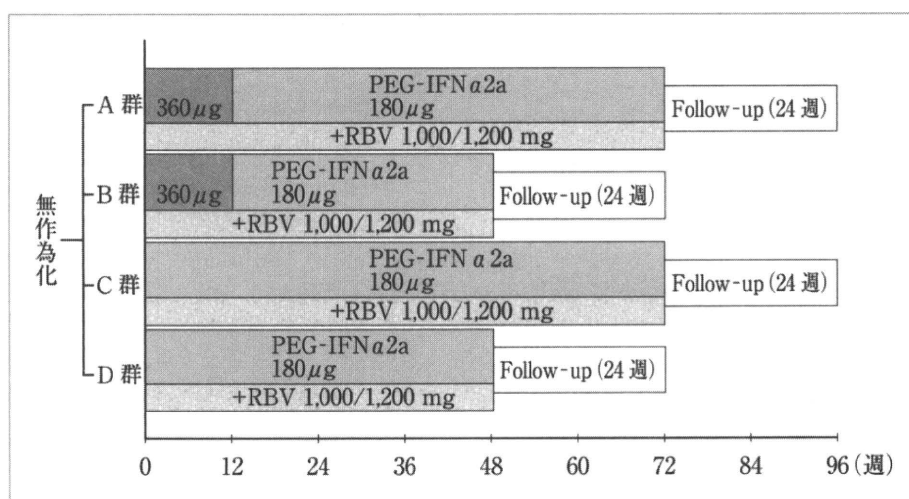 無作為化
A 群
360μg
PEG-IFNα2a
180μg
+RBV 1,000/1,200 mg
Follow-up (24 週)
B 群
360μg
PEG-IFNα2a
180μg
+RBV 1,000/1,200 mg
Follow-up (24 週)
C 群
PEG-IFN α 2a
180μg
+RBV 1,000/1,200 mg
Follow-up (24 週)
D 群
PEG-IFNα2a
180μg
+RBV 1,000/1,200 mg
Follow-up (24 週)
0 12 24 36 48 60 72 84 96 (週)